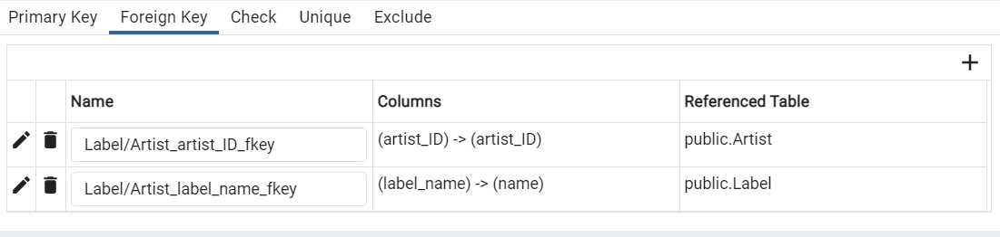 Primary Key Foreign Key Check Unique Exclude
Name Columns Referenced Table
Label/Artist_artist_ID_fkey (artist_ID) -> (artist_ID) public.Artist
Label/Artist_label_name_fkey (label_name) -> (name) public.Label